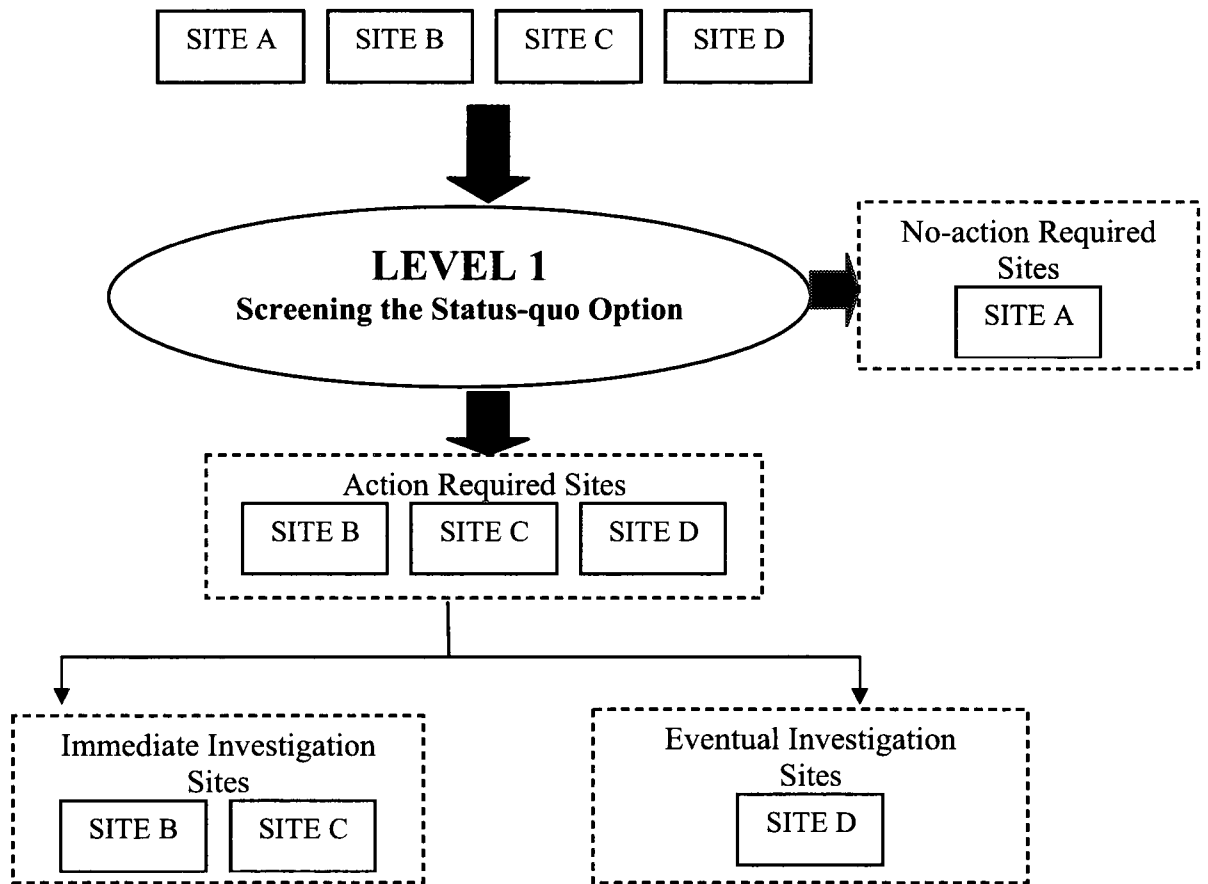 SITE A SITE B SITE C SITE D
LEVEL 1
Screening the Status-quo Option
No-action Required
Sites
SITE A
Action Required Sites
SITE B SITE C SITE D
Immediate Investigation
Sites
SITE B SITE C
Eventual Investigation
Sites
SITE D